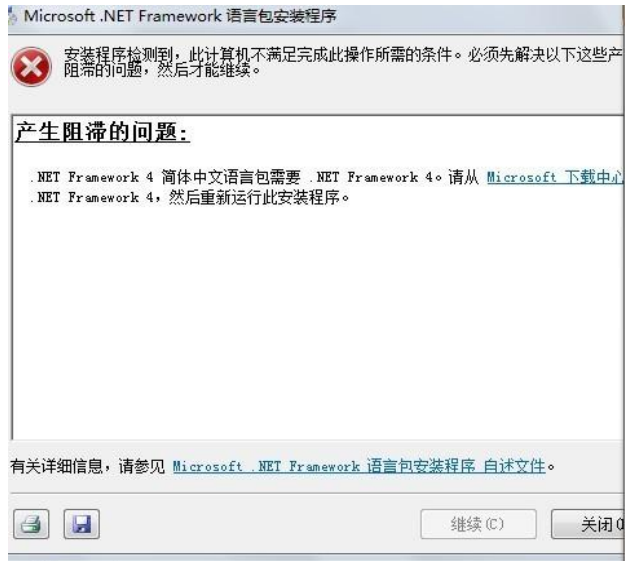 Microsoft .NET Framework 语言包安装程序
安装程序检测到，此计算机不满足完成此操作所需的条件。必须先解决以下这些产
阻滞的问题，然后才能继续。
产生阻滞的问题:
.NET Framework 4 简体中文语言包需要 .NET Framework 4。请从 Microsoft 下载中心
.NET Framework 4，然后重新运行此安装程序。
有关详细信息，请参见 Microsoft .NET Framework 语言包安装程序 自述文件。
继续(C) 关闭(